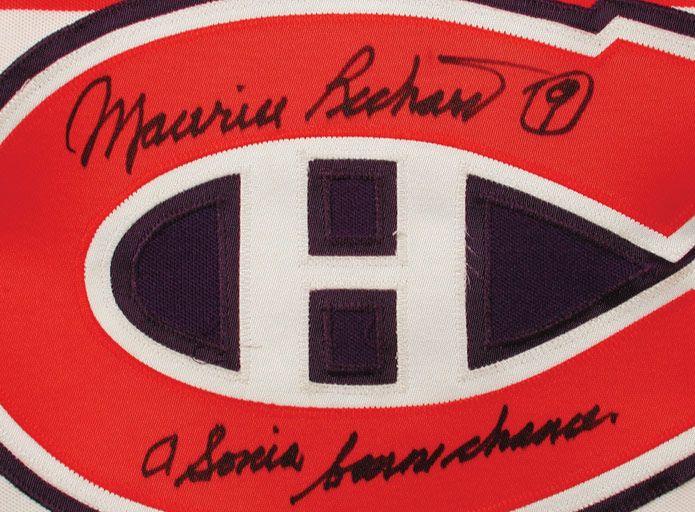 Maurice Richard 9
H
a Sonia bonne chance.